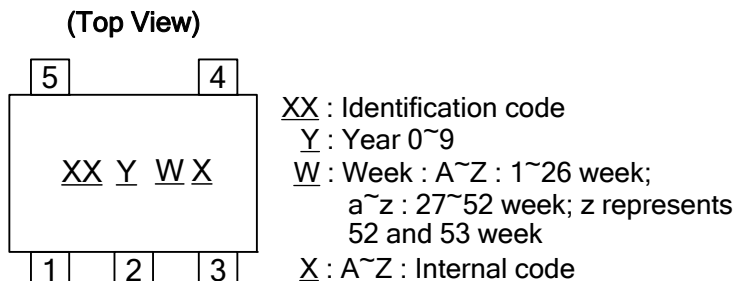 (Top View)
5 4
XX Y W X
1 2 3
XX : Identification code
Y : Year 0~9
W : Week : A~Z : 1~26 week;
a~z : 27~52 week; z represents
52 and 53 week
X : A~Z : Internal code